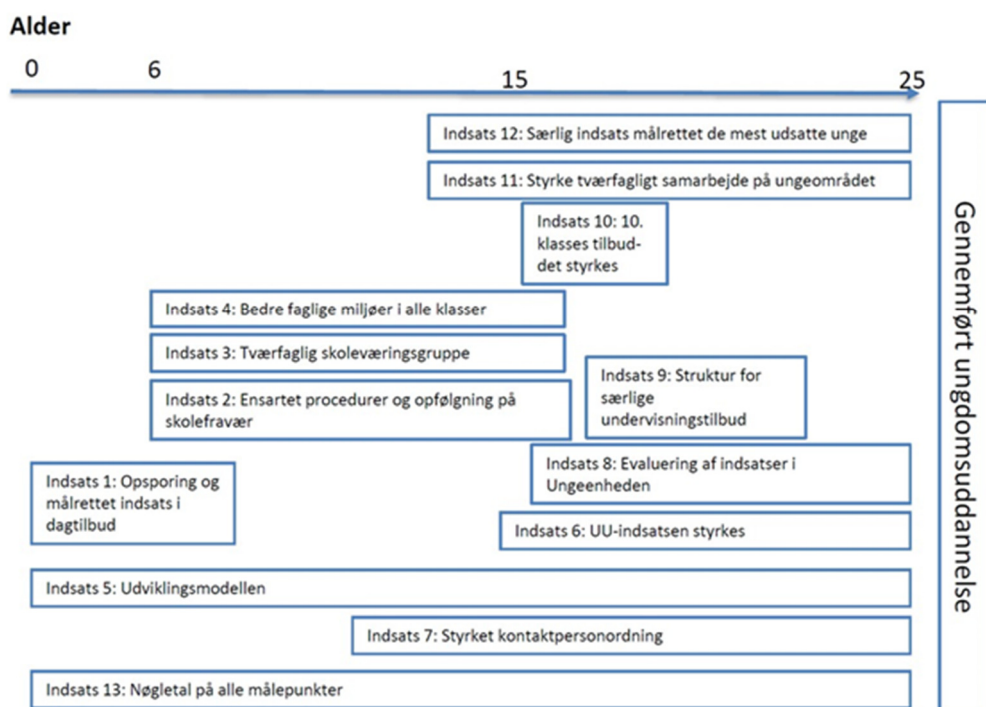 Alder
0 6 15 25
Indsats 12: Særlig indsats målrettet de mest udsatte unge
Indsats 11: Styrke tværfagligt samarbejde på ungeområdet
Indsats 10: 10.
klasses tilbud-
det styrkes
Indsats 4: Bedre faglige miljøer i alle klasser
Indsats 3: Tværfaglig skoleværingsgruppe
Indsats 9: Struktur for
særlige
undervisningstilbud
Indsats 2: Ensartet procedurer og opfølgning på
skolefravær
Indsats 8: Evaluering af indsatser i
Ungeenheden
Indsats 1: Opsporing og
målrettet indsats i
dagtilbud
Indsats 6: UU-indsatsen styrkes
Indsats 5: Udviklingsmodellen
Indsats 7: Styrket kontaktpersonordning
Indsats 13: Nøgletal på alle målepunkter
Gennemført ungdomsuddannelse